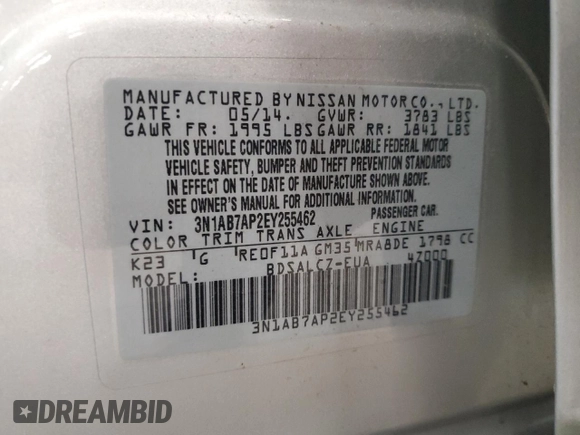 MANUFACTURED BY NISSAN MOTOR CO., LTD.
DATE: 05/14. GVWR: 3783 LBS
GAWR FR: 1995 LBS GAWR RR: 1841 LBS
THIS VEHICLE CONFORMS TO ALL APPLICABLE FEDERAL MOTOR
VEHICLE SAFETY, BUMPER AND THEFT PREVENTION STANDARDS
IN EFFECT ON THE DATE OF MANUFACTURE SHOWN ABOVE.
SEE OWNER'S MANUAL FOR ADDITIONAL INFORMATION.
VIN: 3N1AB7AP2EY255462 PASSENGER CAR.
COLOR TRIM TRANS AXLE ENGINE
K23 G RE0F11A GM35 MRA8DE 1798 CC
MODEL: BDSALCZ-EUA 47000
3N1AB7AP2EY255462
DREAMBID